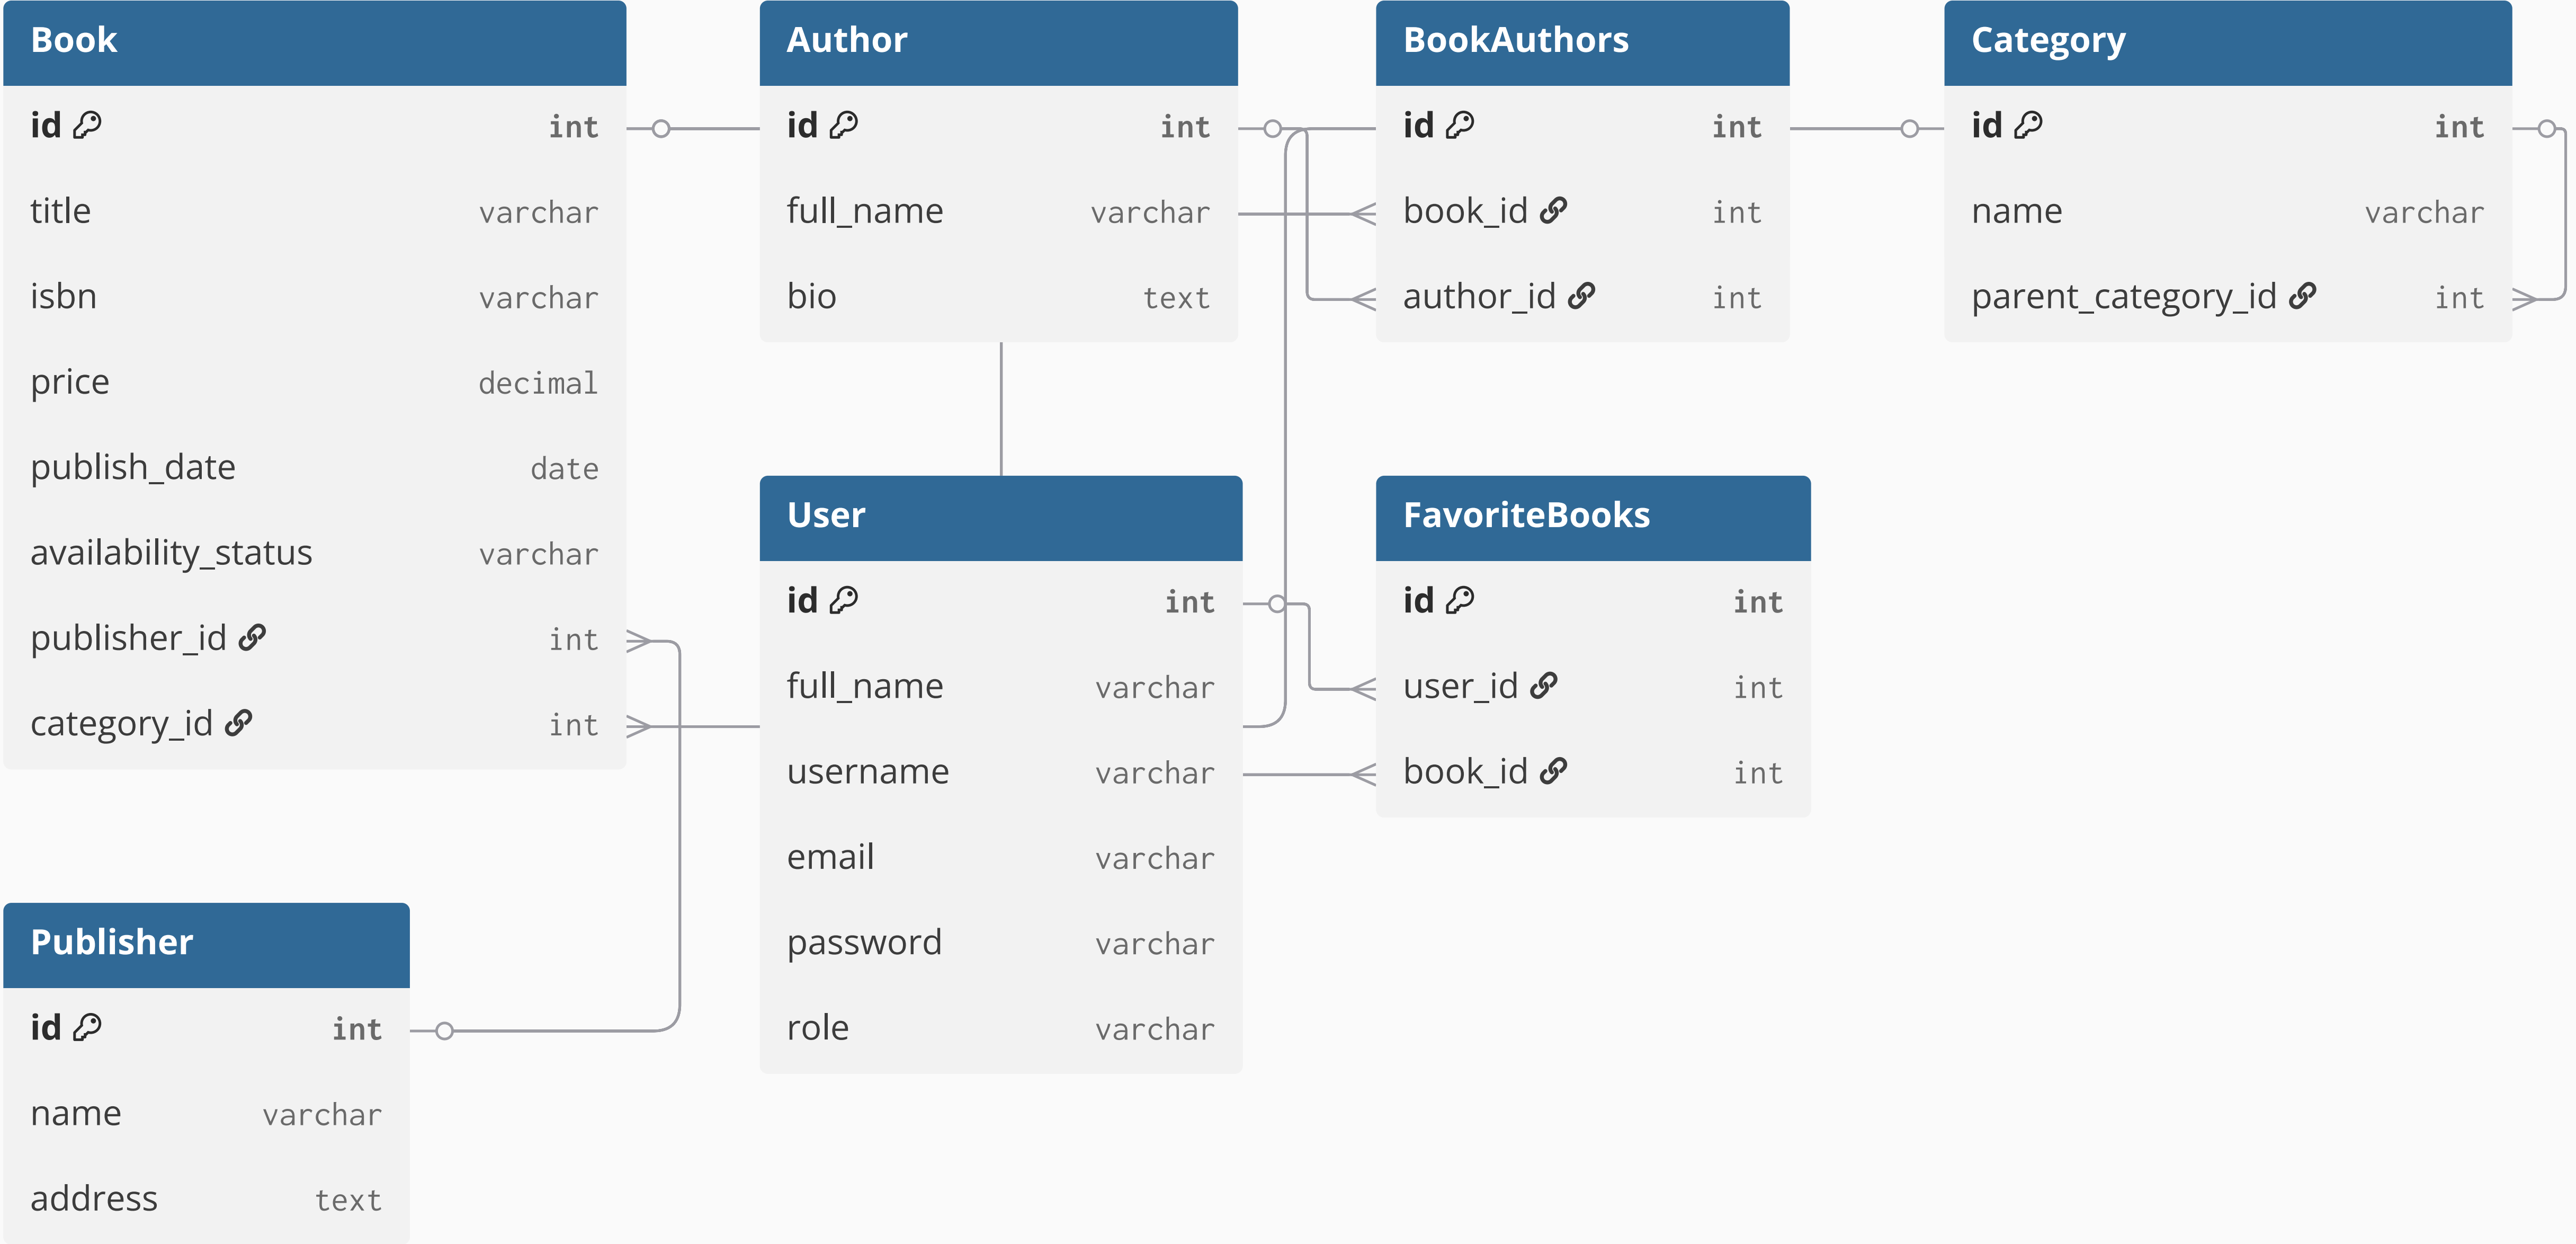 Book
id int
title varchar
isbn varchar
price decimal
publish_date date
availability_status varchar
publisher_id int
category_id int
Author
id int
full_name varchar
bio text
BookAuthors
id int
book_id int
author_id int
Category
id int
name varchar
parent_category_id int
User
id int
full_name varchar
username varchar
email varchar
password varchar
role varchar
FavoriteBooks
id int
user_id int
book_id int
Publisher
id int
name varchar
address text